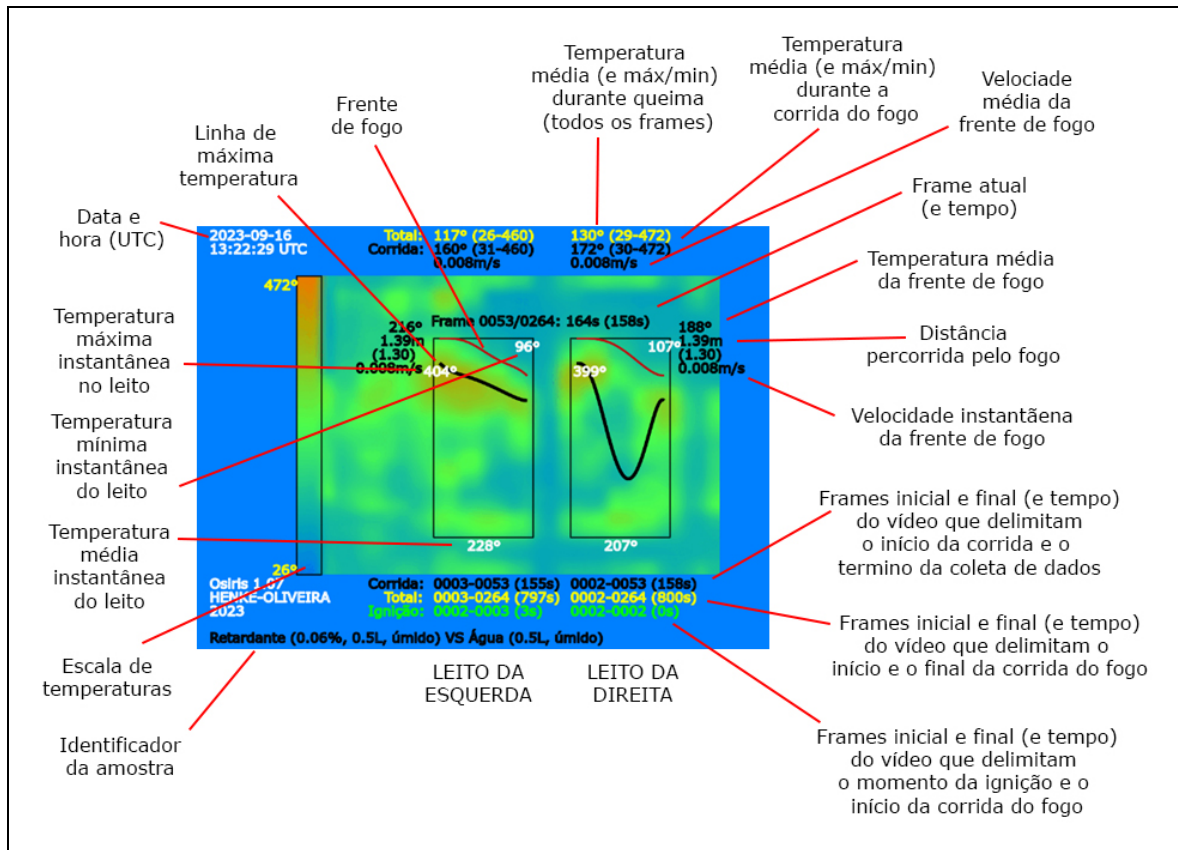 Temperatura
média (e máx/min)
durante queima
(todos os frames)
Temperatura
média (e máx/min)
durante a
corrida do fogo
Velociade
média da
frente de fogo
Frente
de fogo
Linha de
máxima
temperatura
Frame atual
(e tempo)
Data e
hora (UTC)
2023-09-16
13:22:29 UTC
Total: 117º (26-460) 130º (29-472)
Corrida: 160º (31-460) 172º (30-472)
0.008m/s 0.008m/s
Temperatura média
da frente de fogo
472º
Frame 0053/0264: 164s (158s)
216º
1.39m
(1.30)
0.008m/s
96º
404º
107º
399º
188º
1.39m
(1.30)
0.008m/s
Temperatura
máxima
instantânea
no leito
Distância
percorrida pelo fogo
Temperatura
mínima
instantânea
do leito
Velocidade instantãena
da frente de fogo
Temperatura
média
instantânea
do leito
228º 207º
26º
Frames inicial e final (e tempo)
do vídeo que delimitam
o início da corrida e o
termino da coleta de dados
Osiris 1.07
HENKE-OLIVEIRA
2023
Corrida: 0003-0053 (155s) 0002-0053 (158s)
Total: 0003-0264 (797s) 0002-0264 (800s)
Ignição: 0002-0003 (3s) 0002-0002 (0s)
Retardante (0.06%, 0.5L, úmido) VS Água (0.5L, úmido)
Frames inicial e final (e tempo)
do vídeo que delimitam o
início e o final da corrida do fogo
Escala de
temperaturas
LEITO DA
ESQUERDA
LEITO DA
DIREITA
Identificador
da amostra
Frames inicial e final (e tempo)
do vídeo que delimitam
o momento da ignição e o
início da corrida do fogo